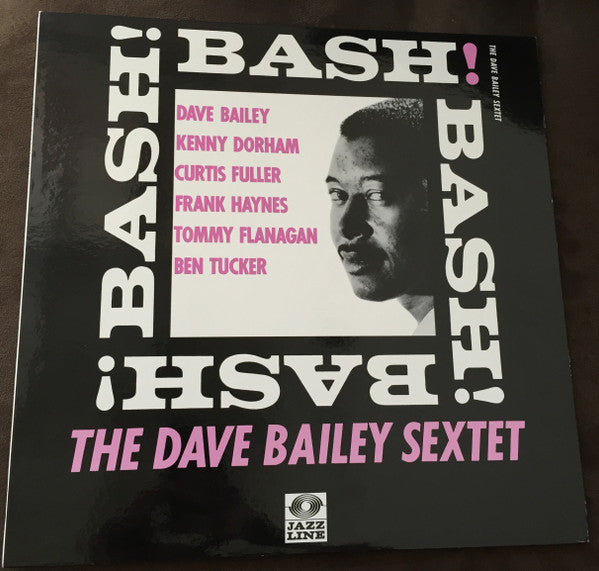 BASH!
THE DAVE BAILEY SEXTET
BASH!
BASH!
BASH!
DAVE BAILEY
KENNY DORHAM
CURTIS FULLER
FRANK HAYNES
TOMMY FLANAGAN
BEN TUCKER
THE DAVE BAILEY SEXTET
JAZZ
LINE